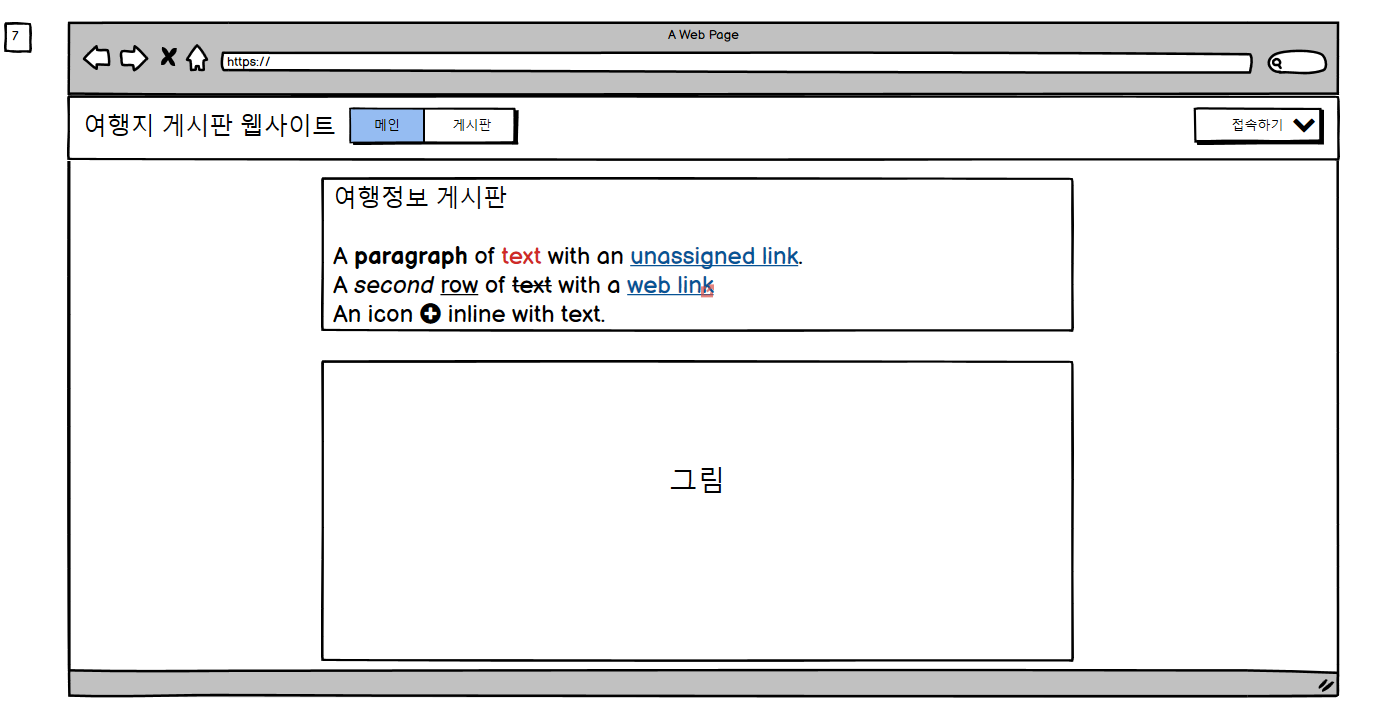 7
A Web Page
https://
여행지 게시판 웹사이트
메인
게시판
접속하기
여행정보 게시판
A paragraph of text with an unassigned link.
A second row of text with a web link
An icon inline with text.
그림